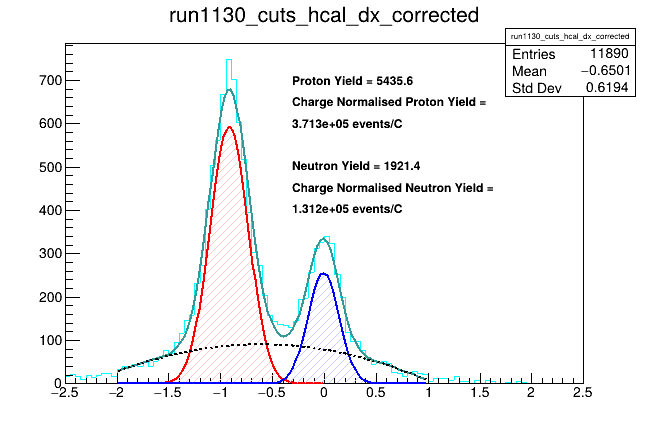 run1130_cuts_hcal_dx_corrected
run1130_cuts_hcal_dx_corrected
Entries 11890
Mean −0.6501
Std Dev 0.6194
Proton Yield = 5435.6
Charge Normalised Proton Yield =
3.713e+05 events/C
Neutron Yield = 1921.4
Charge Normalised Neutron Yield =
1.312e+05 events/C
700
600
500
400
300
200
100
0
−2.5 −2 −1.5 −1 −0.5 0 0.5 1 1.5 2 2.5